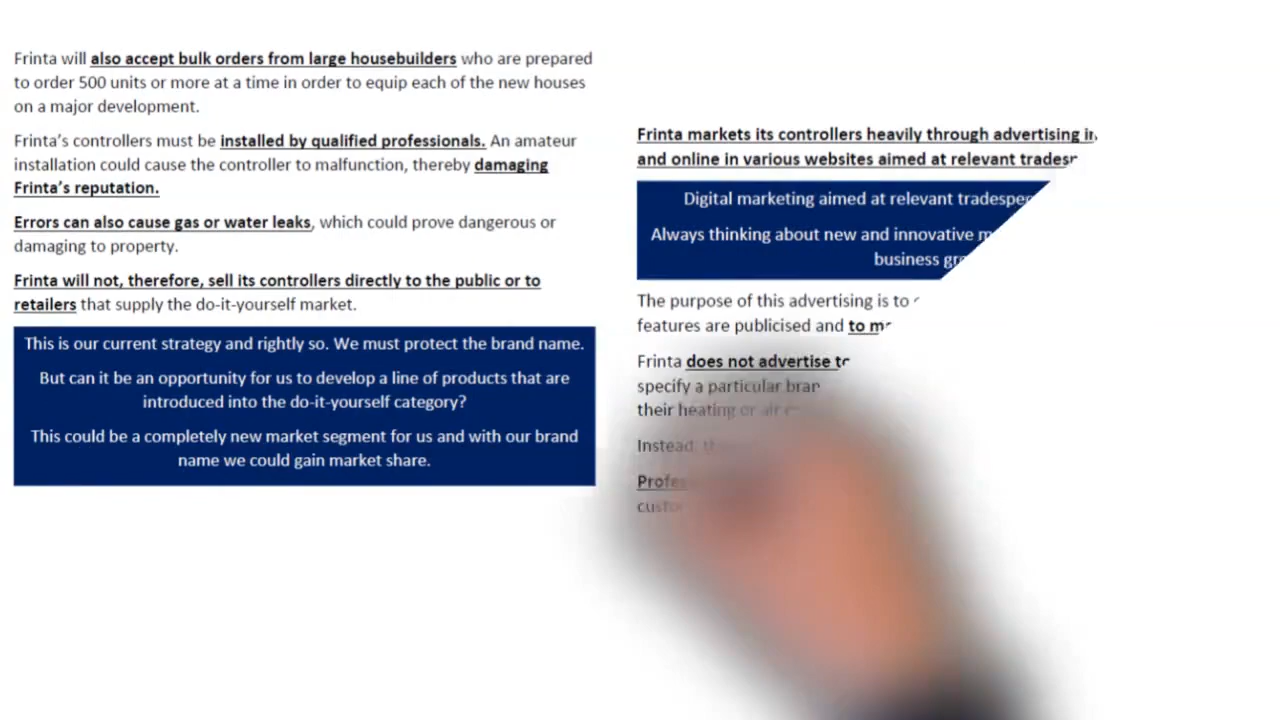 Frinta will also accept bulk orders from large housebuilders who are prepared
to order 500 units or more at a time in order to equip each of the new houses
on a major development.
Frinta's controllers must be installed by qualified professionals. An amateur
installation could cause the controller to malfunction, thereby damaging
Frinta's reputation.
Errors can also cause gas or water leaks, which could prove dangerous or
damaging to property.
Frinta will not, therefore, sell its controllers directly to the public or to
retailers that supply the do-it-yourself market.
This is our current strategy and rightly so. We must protect the brand name.
But can it be an opportunity for us to develop a line of products that are
introduced into the do-it-yourself category?
This could be a completely new market segment for us and with our brand
name we could gain market share.
Frinta markets its controllers heavily through advertising in
and online in various websites aimed at relevant
Digital marketing aimed at relevant
Always thinking about new and innovative
business
The purpose of this advertising is to
features are publicised and to
Frinta does not advertise to
specify a particular
their heating or air
Instead